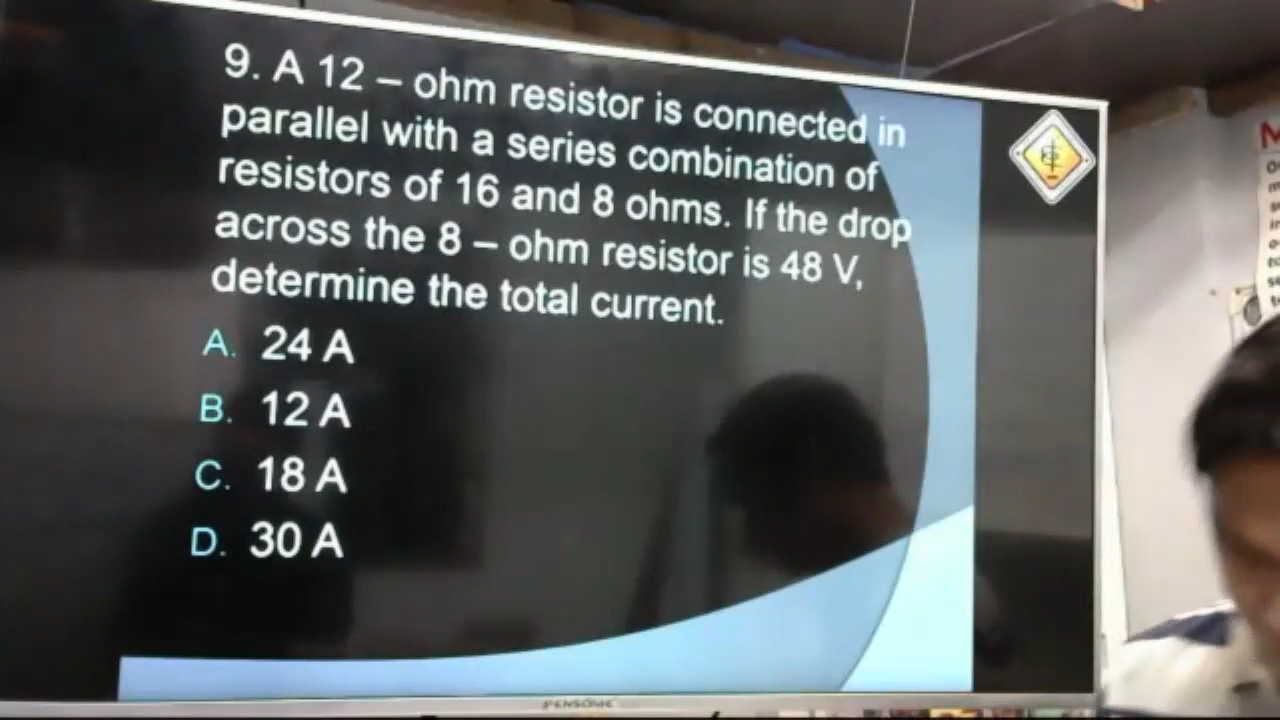 9. A 12 – ohm resistor is connected in
parallel with a series combination of
resistors of 16 and 8 ohms. If the drop
across the 8 – ohm resistor is 48 V,
determine the total current.
A. 24 A
B. 12 A
C. 18 A
D. 30 A